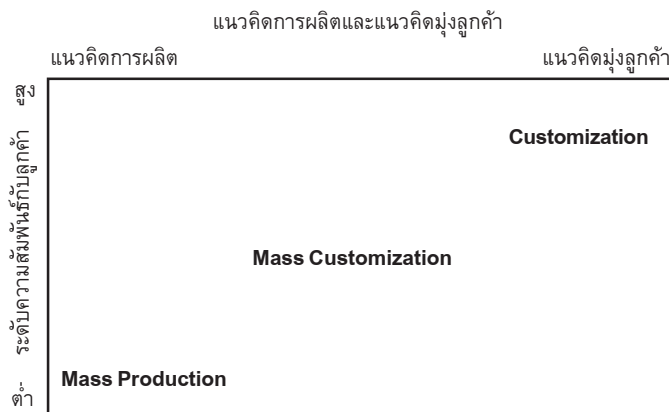 แนวคิดการผลิตและแนวคิดมุ่งลูกค้า
แนวคิดการผลิต แนวคิดมุ่งลูกค้า
สูง
Customization
ระดับความสัมพันธ์กับลูกค้า
Mass Customization
Mass Production
ต่ำ